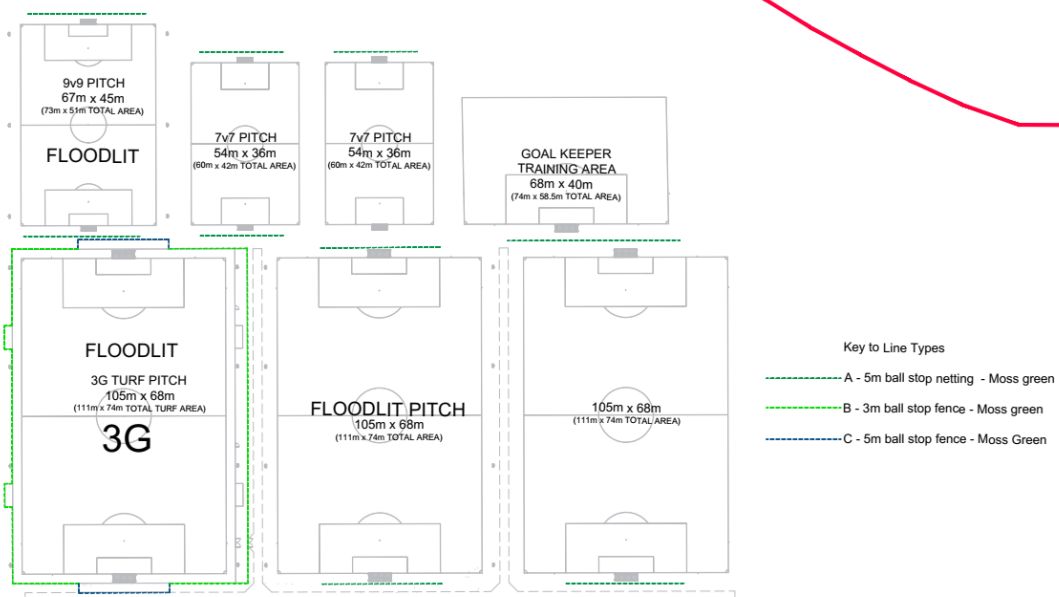 9v9 PITCH
67m x 45m
(73m x 51m TOTAL AREA)
FLOODLIT
7v7 PITCH
54m x 36m
(60m x 42m TOTAL AREA)
7v7 PITCH
54m x 36m
(60m x 42m TOTAL AREA)
GOAL KEEPER
TRAINING AREA
68m x 40m
(74m x 58.5m TOTAL AREA)
FLOODLIT
3G TURF PITCH
105m x 68m
(111m x 74m TOTAL TURF AREA)
3G
FLOODLIT PITCH
105m x 68m
(111m x 74m TOTAL AREA)
105m x 68m
(111m x 74m TOTAL AREA)
Key to Line Types
A - 5m ball stop netting - Moss green
B - 3m ball stop fence - Moss green
C - 5m ball stop fence - Moss Green